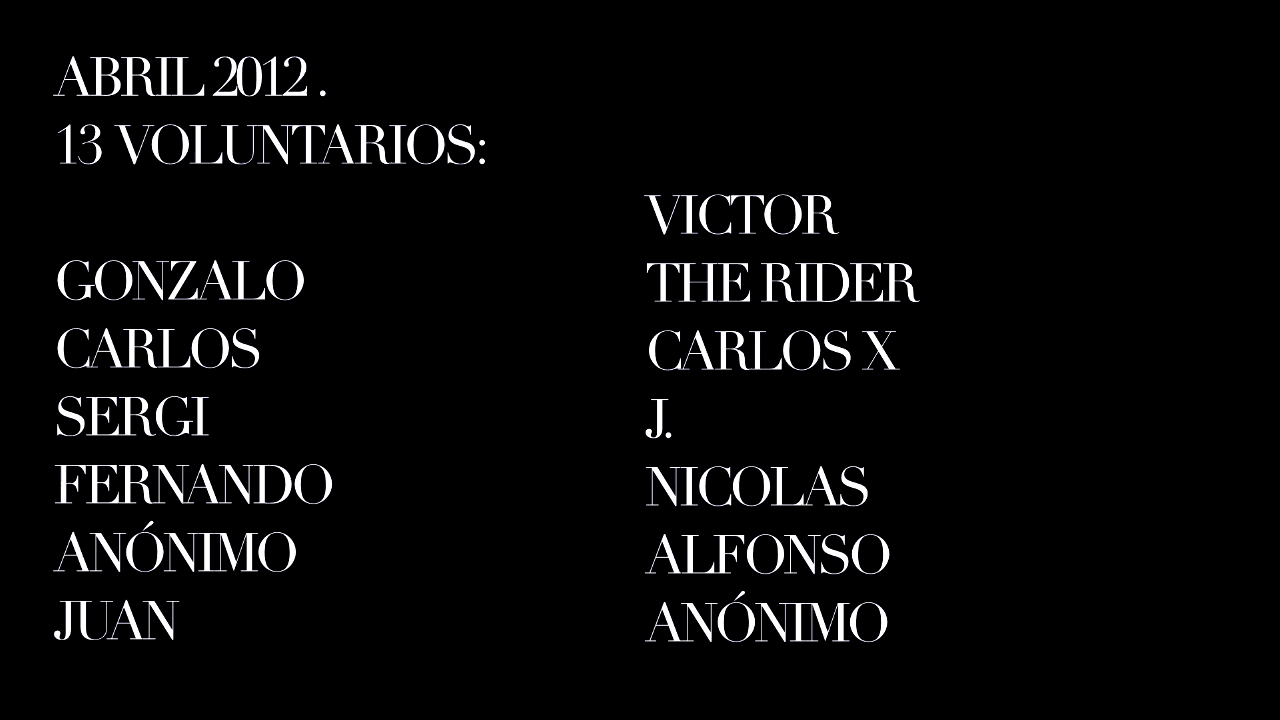 ABRIL 2012 .
13 VOLUNTARIOS:
GONZALO
CARLOS
SERGI
FERNANDO
ANÓNIMO
JUAN
VICTOR
THE RIDER
CARLOS X
J.
NICOLAS
ALFONSO
ANÓNIMO